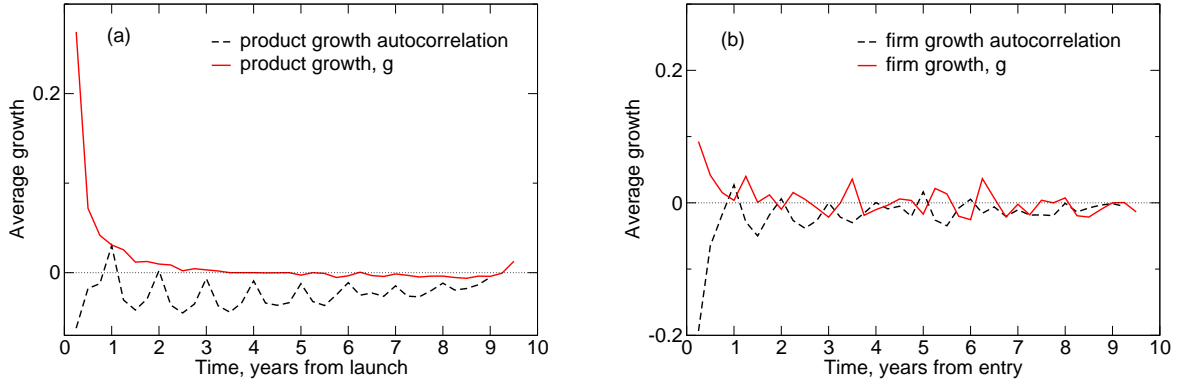 (a)
product growth autocorrelation
product growth, g
0.2
0
Average growth
0 1 2 3 4 5 6 7 8 9 10
Time, years from launch
(b)
firm growth autocorrelation
firm growth, g
0.2
0
-0.2
Average growth
0 1 2 3 4 5 6 7 8 9 10
Time, years from entry